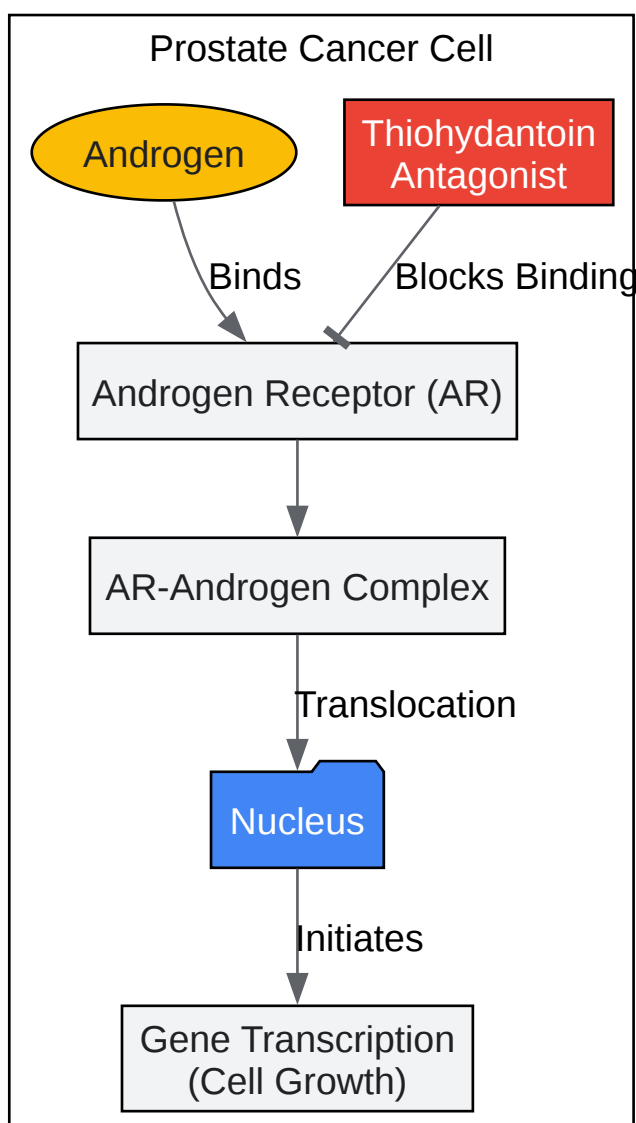 Prostate Cancer Cell
Androgen
Thiohydantoin
Antagonist
Binds
Blocks Binding
Androgen Receptor (AR)
AR-Androgen Complex
Translocation
Nucleus
Initiates
Gene Transcription
(Cell Growth)